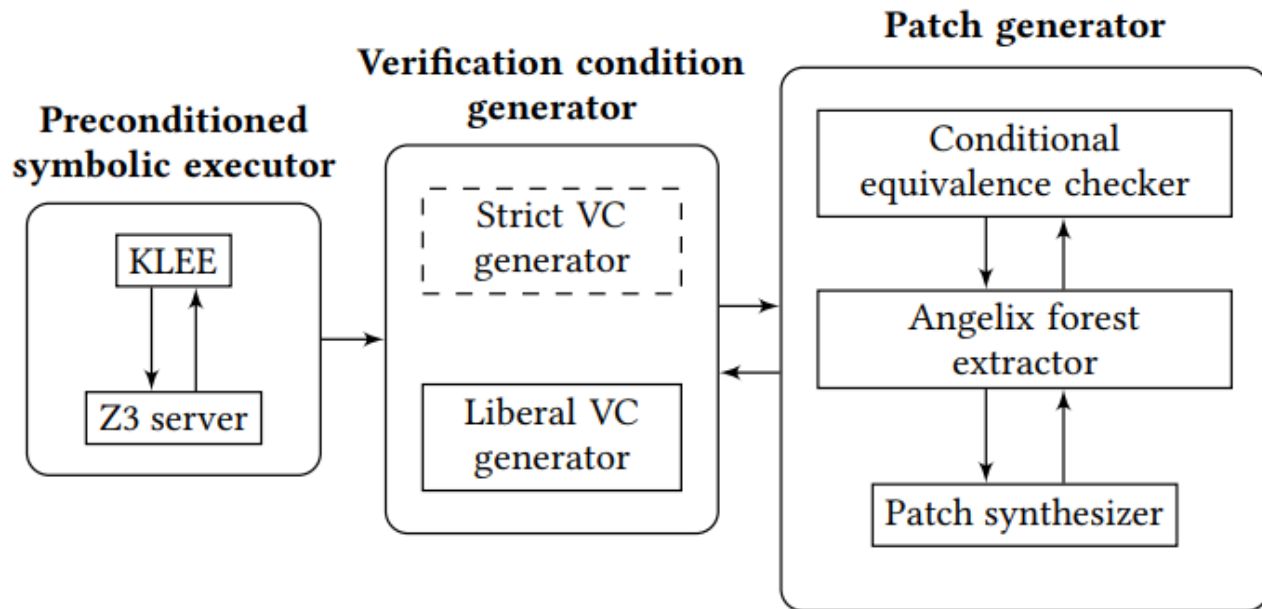 Preconditioned
symbolic executor
KLEE
Z3 server
Verification condition
generator
Strict VC
generator
Liberal VC
generator
Patch generator
Conditional
equivalence checker
Angelix forest
extractor
Patch synthesizer